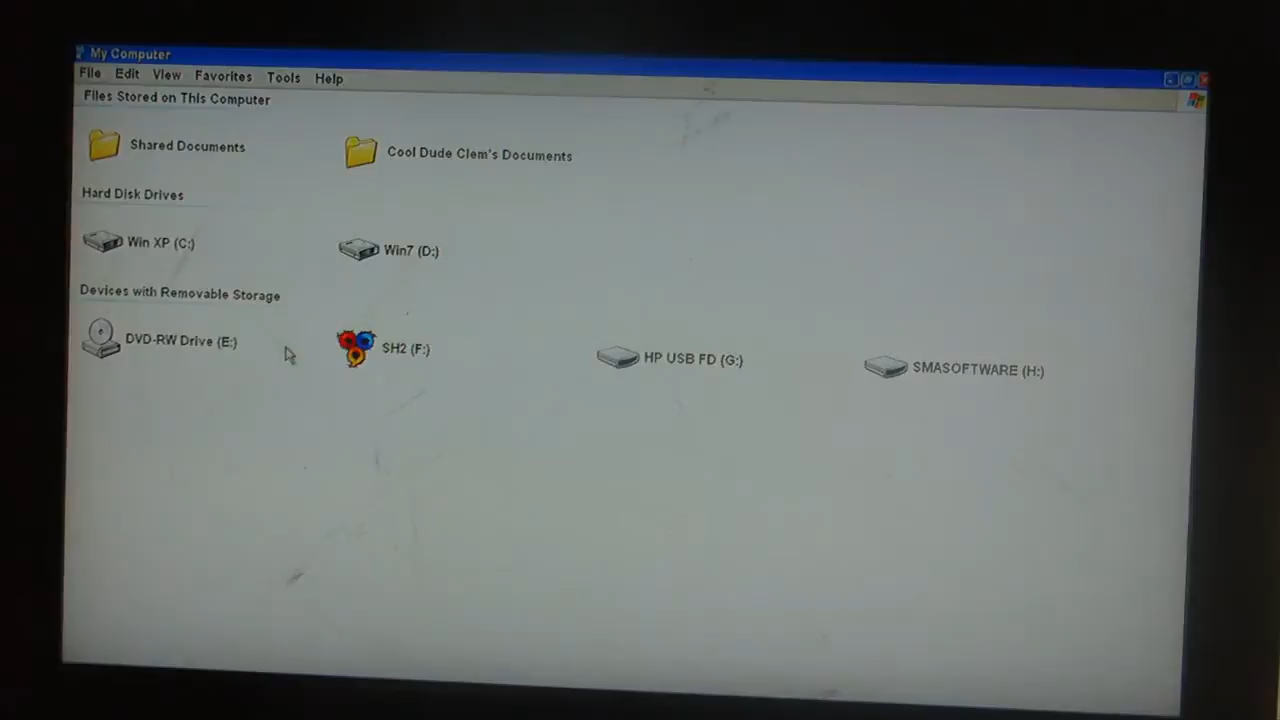 My Computer
File Edit View Favorites Tools Help
Files Stored on This Computer
Shared Documents Cool Dude Clem's Documents
Hard Disk Drives
Win XP (C:) Win7 (D:)
Devices with Removable Storage
DVD-RW Drive (E:) SH2 (F:) HP USB FD (G:) SMASOFTWARE (H:)